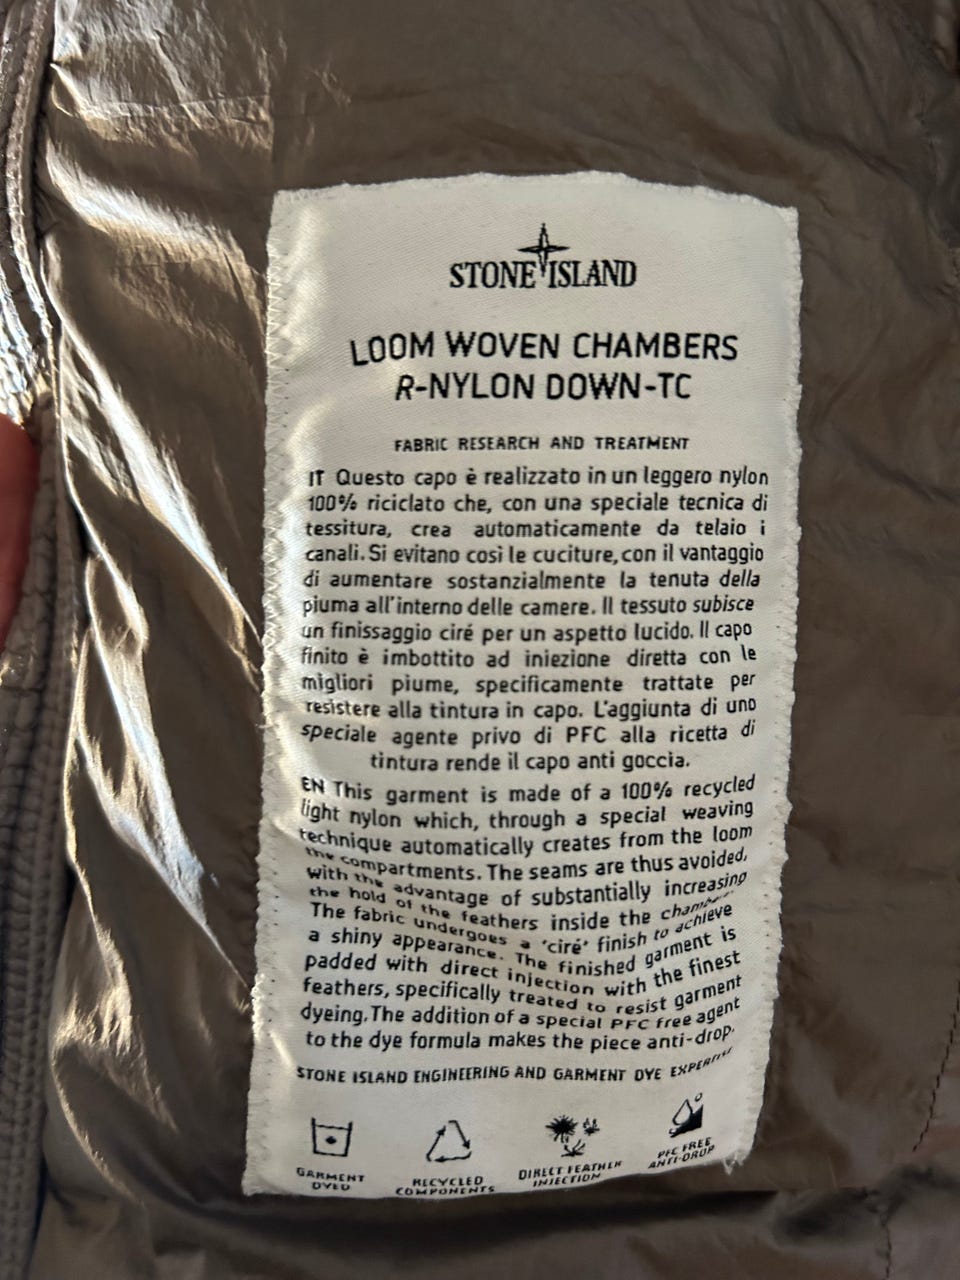 STONE ISLAND
LOOM WOVEN CHAMBERS
R-NYLON DOWN-TC
FABRIC RESEARCH AND TREATMENT
IT Questo capo è realizzato in un leggero nylon
100% riciclato che, con una speciale tecnica di
tessitura, crea automaticamente da telaio i
canali. Si evitano così le cuciture, con il vantaggio
di aumentare sostanzialmente la tenuta della
piuma all'interno delle camere. Il tessuto subisce
un finissaggio ciré per un aspetto lucido. Il capo
finito è imbottito ad iniezione diretta con le
migliori piume, specificamente trattate per
resistere alla tintura in capo. L'aggiunta di uno
speciale agente privo di PFC alla ricetta di
tintura rende il capo anti goccia.
EN This garment is made of a 100% recycled
light nylon which, through a special weaving
technique automatically creates from the loom
the compartments. The seams are thus avoided,
with the advantage of substantially increasing
the hold of the feathers inside the chambers.
The fabric undergoes a 'ciré' finish to achieve
a shiny appearance. The finished garment is
padded with direct injection with the finest
feathers, specifically treated to resist garment
dyeing. The addition of a special PFC free agent
to the dye formula makes the piece anti-drop.
STONE ISLAND ENGINEERING AND GARMENT DYE EXPERTISE
GARMENT
DYED
RECYCLED
COMPONENTS
DIRECT FEATHER
INJECTION
PFC FREE
ANTI-DROP